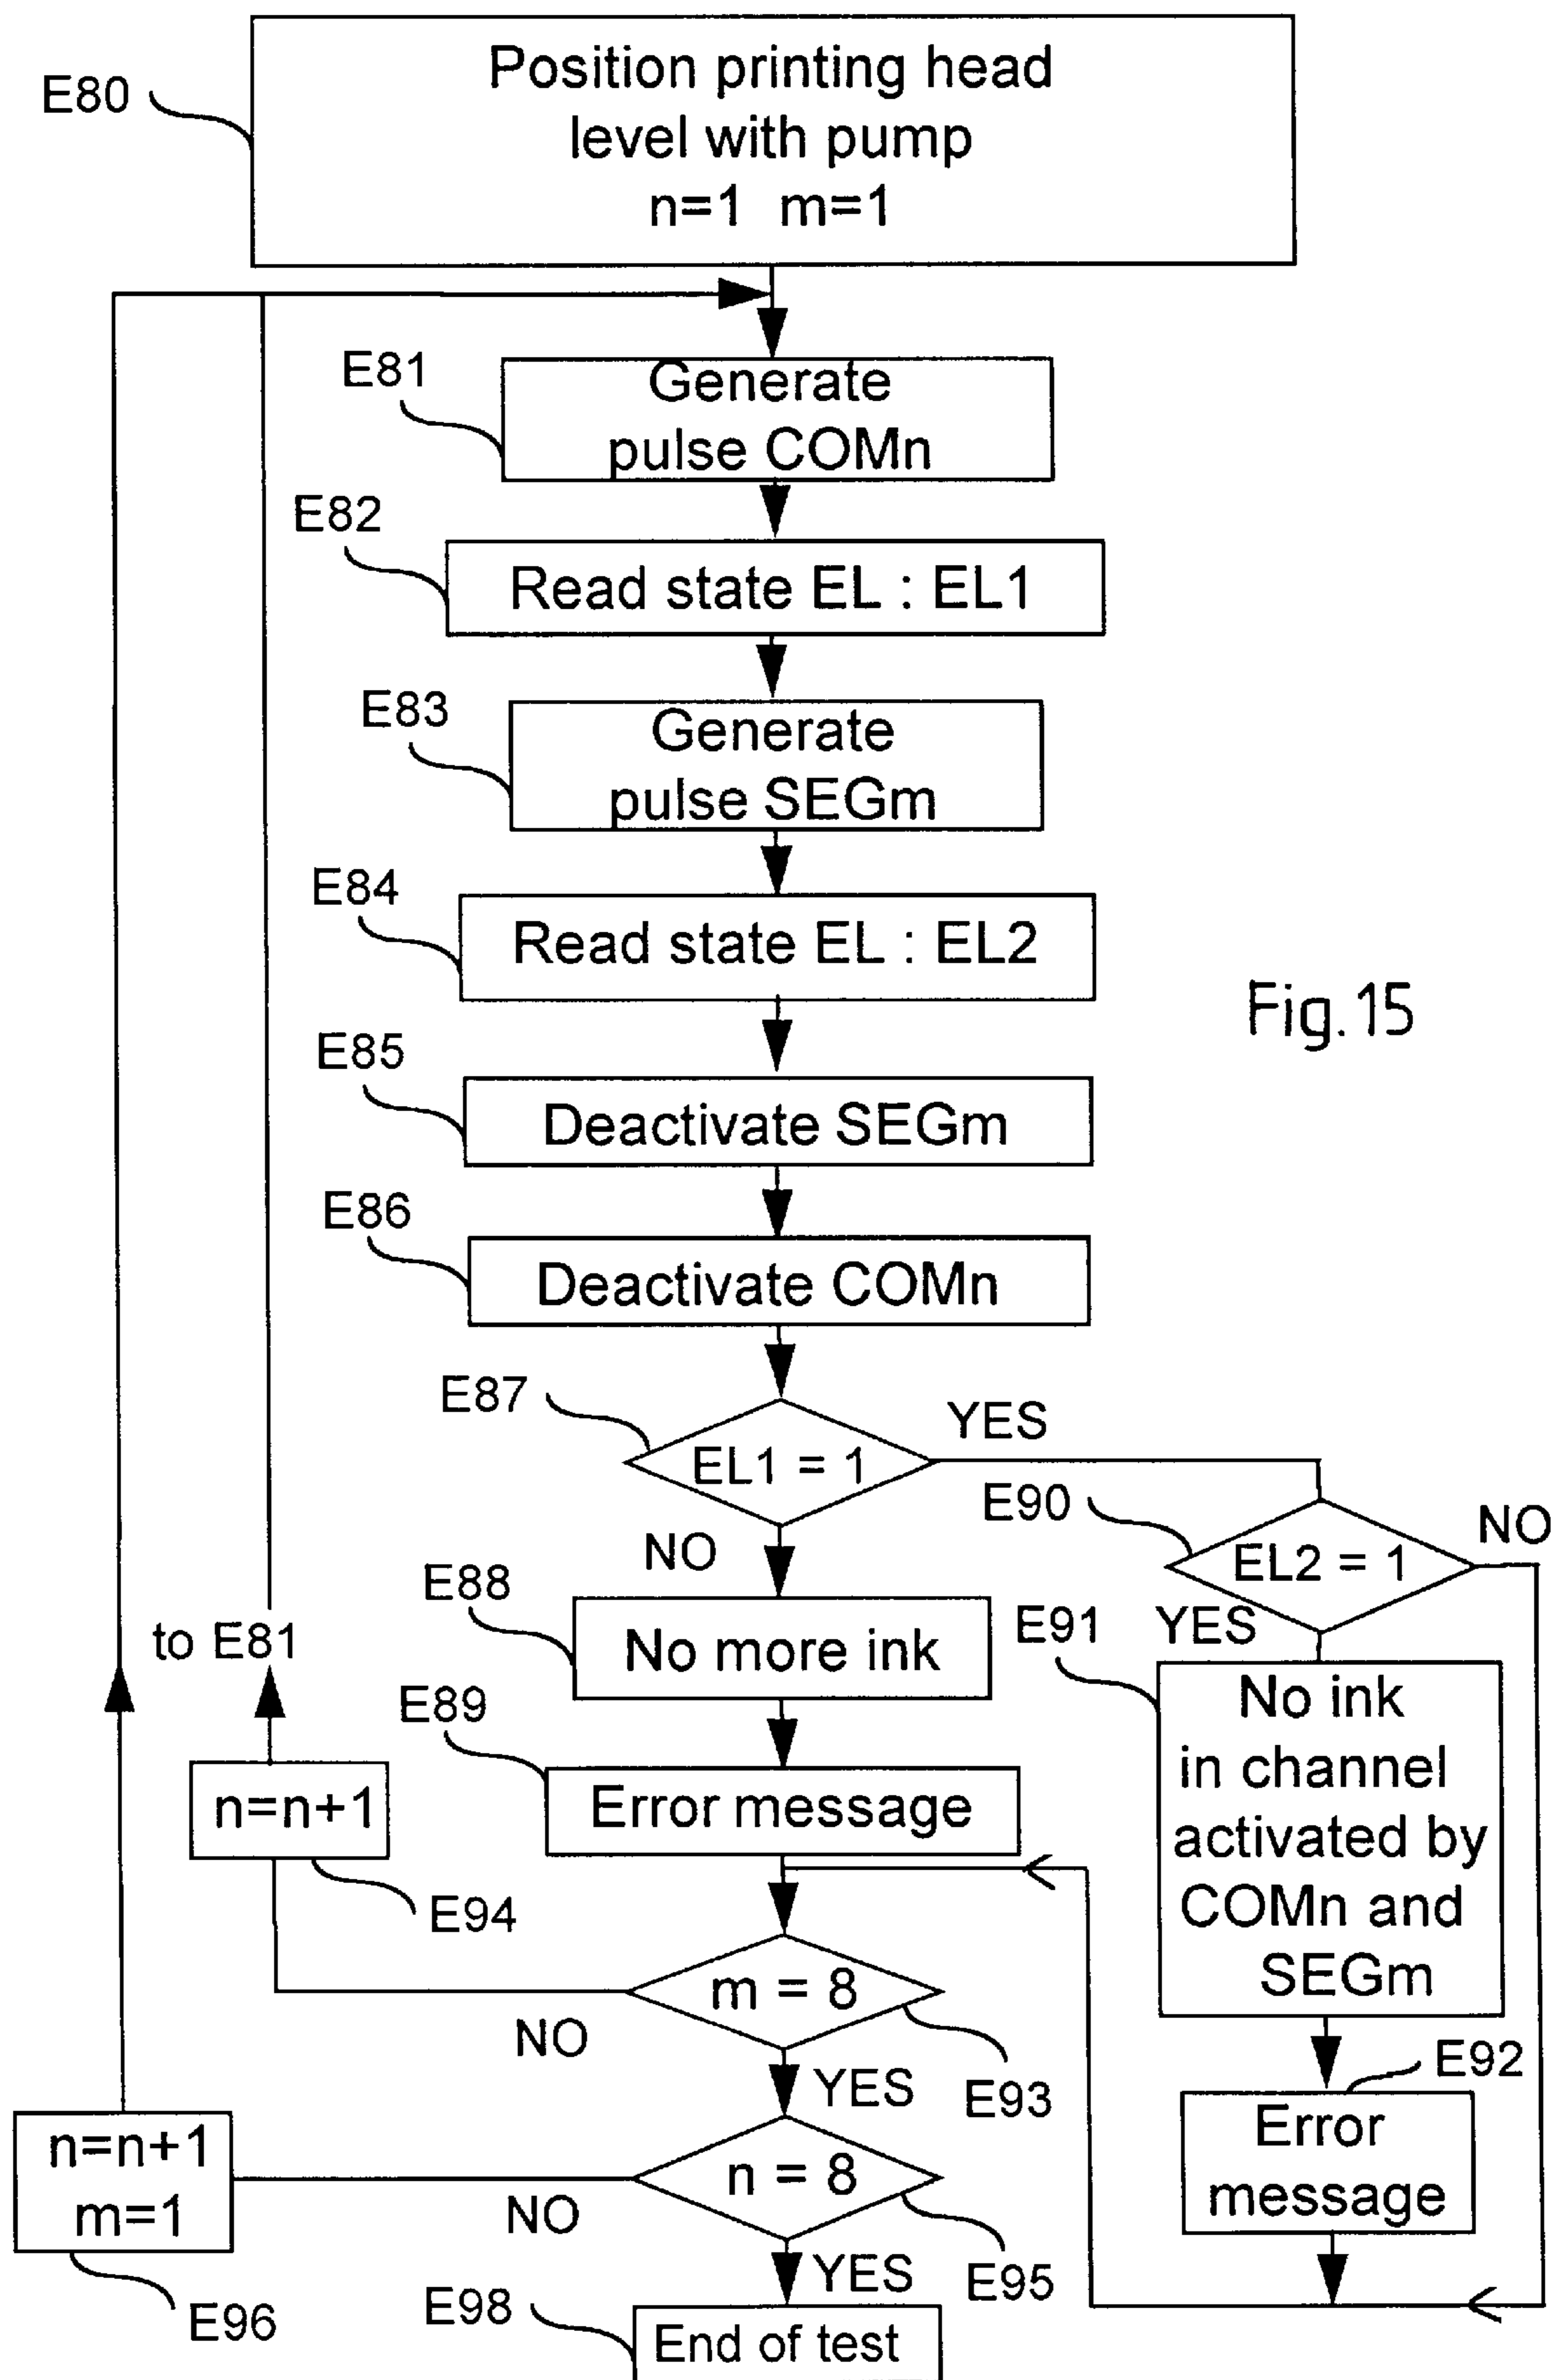 E80
Position printing head
level with pump
n=1 m=1
E81
Generate
pulse COMn
E82
Read state EL : EL1
E83
Generate
pulse SEGm
E84
Read state EL : EL2
Fig.15
E85
Deactivate SEGm
E86
Deactivate COMn
E87
EL1 = 1
YES
NO
E90
EL2 = 1
NO
YES
E88
No more ink
E91
No ink
in channel
activated by
COMn and
SEGm
to E81
E89
Error message
n=n+1
E94
m = 8
NO
YES
E93
E92
Error
message
n=n+1
m=1
E96
n = 8
NO
YES
E95
E98
End of test